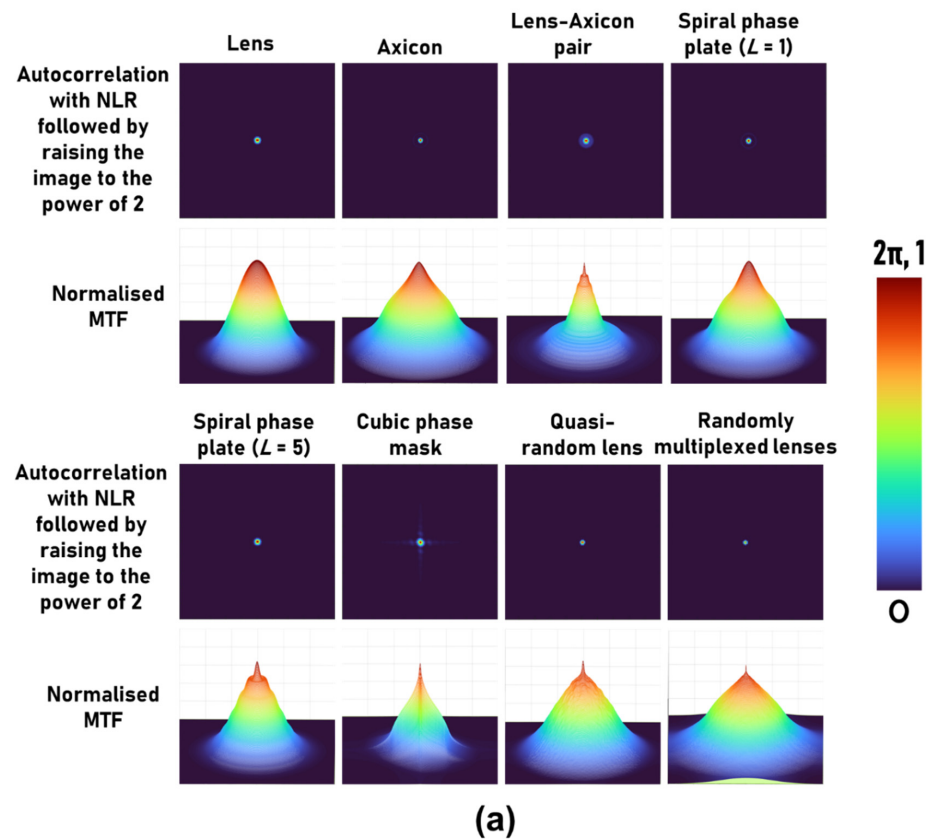 Lens
Axicon
Lens-Axicon
pair
Spiral phase
plate (L = 1)
Autocorrelation
with NLR
followed by
raising the
image to the
power of 2
Normalised
MTF
2π, 1
O
Spiral phase
plate (L = 5)
Cubic phase
mask
Quasi-
random lens
Randomly
multiplexed lenses
Autocorrelation
with NLR
followed by
raising the
image to the
power of 2
Normalised
MTF
(a)